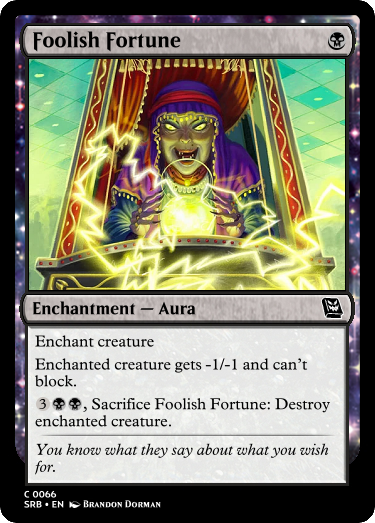 Foolish Fortune
Enchantment — Aura
Enchant creature
Enchanted creature gets -1/-1 and can't
block.
3, Sacrifice Foolish Fortune: Destroy
enchanted creature.
You know what they say about what you wish
for.
C 0066
SRB • EN Brandon Dorman